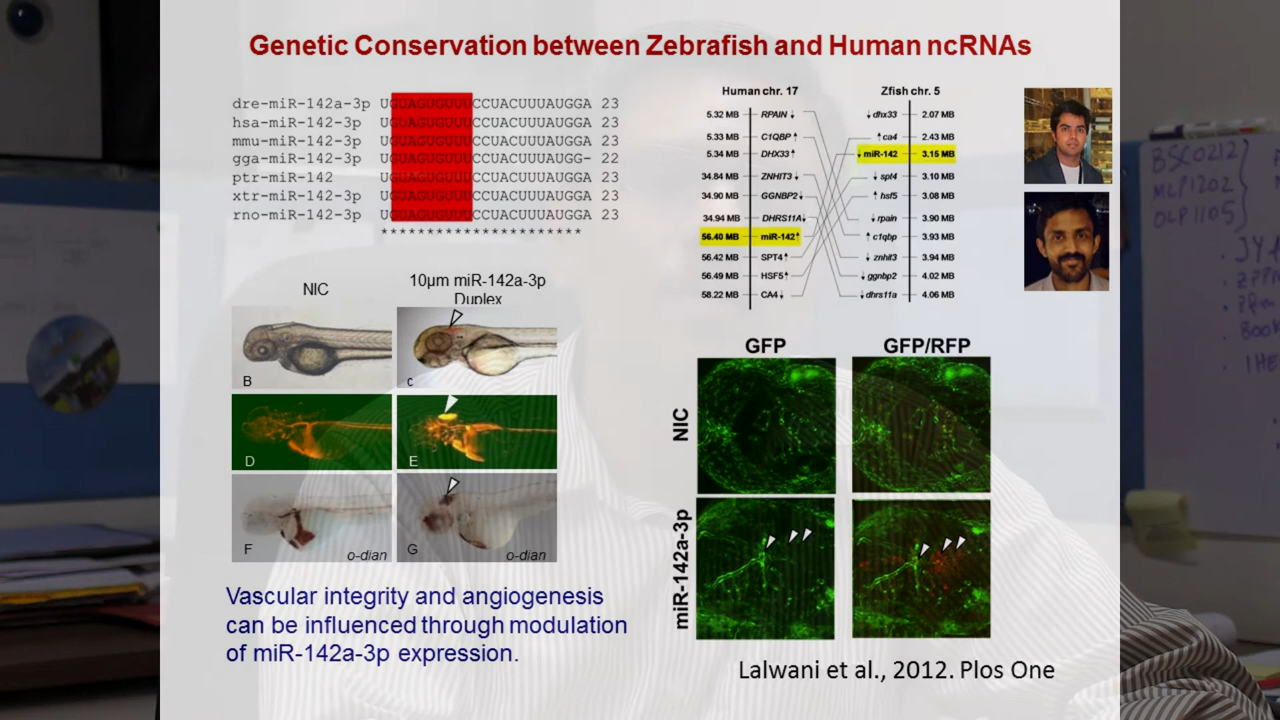 Genetic Conservation between Zebrafish and Human ncRNAs
dre-miR-142a-3p UGUAGUGUUUCCUACUUUAUGGA 23
hsa-miR-142-3p UGUAGUGUUUCCUACUUUAUGGA 23
mmu-miR-142-3p UGUAGUGUUUCCUACUUUAUGGA 23
gga-miR-142-3p UGUAGUGUUUCCUACUUUAUGG- 22
ptr-miR-142 UGUAGUGUUUCCUACUUUAUGGA 23
xtr-miR-142-3p UGUAGUGUUUCCUACUUUAUGGA 23
rno-miR-142-3p UGUAGUGUUUCCUACUUUAUGGA 23
**********************
Human chr. 17 Zfish chr. 5
5.32 MB RPAIN ↓ ↓ dhx33 2.07 MB
5.33 MB C1QBP ↑ ↑ ca4 2.43 MB
5.34 MB DHX33 ↑ ↓ miR-142 3.15 MB
34.84 MB ZNHIT3 ↓ ↓ spt4 3.10 MB
34.90 MB GGNBP2 ↓ ↑ hsf5 3.08 MB
34.94 MB DHRS11A ↓ ↓ rpain 3.90 MB
56.40 MB miR-142 ↑ ↑ c1qbp 3.93 MB
56.42 MB SPT4 ↑ ↓ znhit3 3.94 MB
56.49 MB HSF5 ↑ ↓ ggnbp2 4.02 MB
58.22 MB CA4 ↓ ↓ dhrs11a 4.06 MB
BSC0212
MLP1202
OLP1105
NIC
10µm miR-142a-3p
Duplex
B
C
D
E
F
o-dian
G
o-dian
GFP GFP/RFP
NIC
miR-142a-3p
Vascular integrity and angiogenesis
can be influenced through modulation
of miR-142a-3p expression.
Lalwani et al., 2012. Plos One